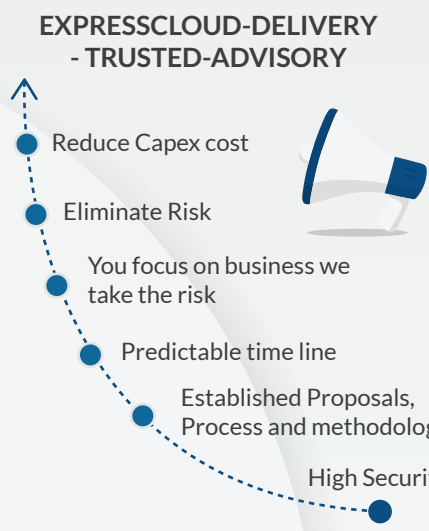 EXPRESSCLOUD-DELIVERY
- TRUSTED-ADVISORY
Reduce Capex cost
Eliminate Risk
You focus on business we
take the risk
Predictable time line
Established Proposals,
Process and methodolog
High Securit